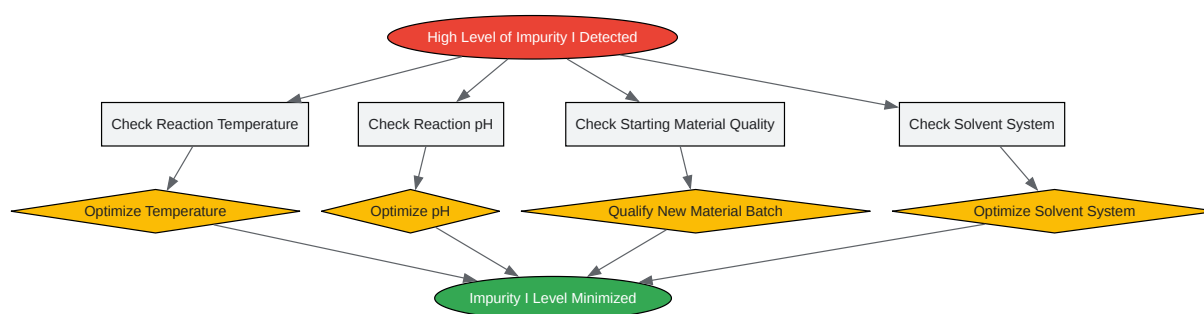 High Level of Impurity I Detected
Check Reaction Temperature
Check Reaction pH
Check Starting Material Quality
Check Solvent System
Optimize Temperature
Optimize pH
Qualify New Material Batch
Optimize Solvent System
Impurity I Level Minimized